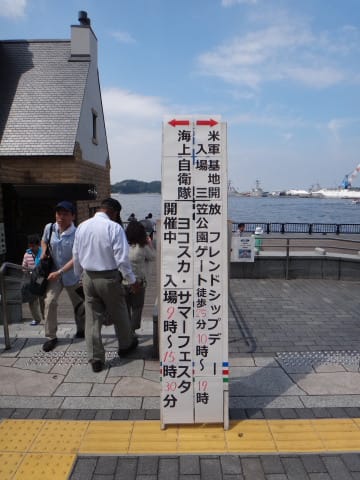 米軍基地開放 フレンドシップデー
入場 三笠公園ゲート徒歩25分 10時〜19時
海上自衛隊 ヨコスカ・サマーフェスタ
開催中 入場9時〜15時30分